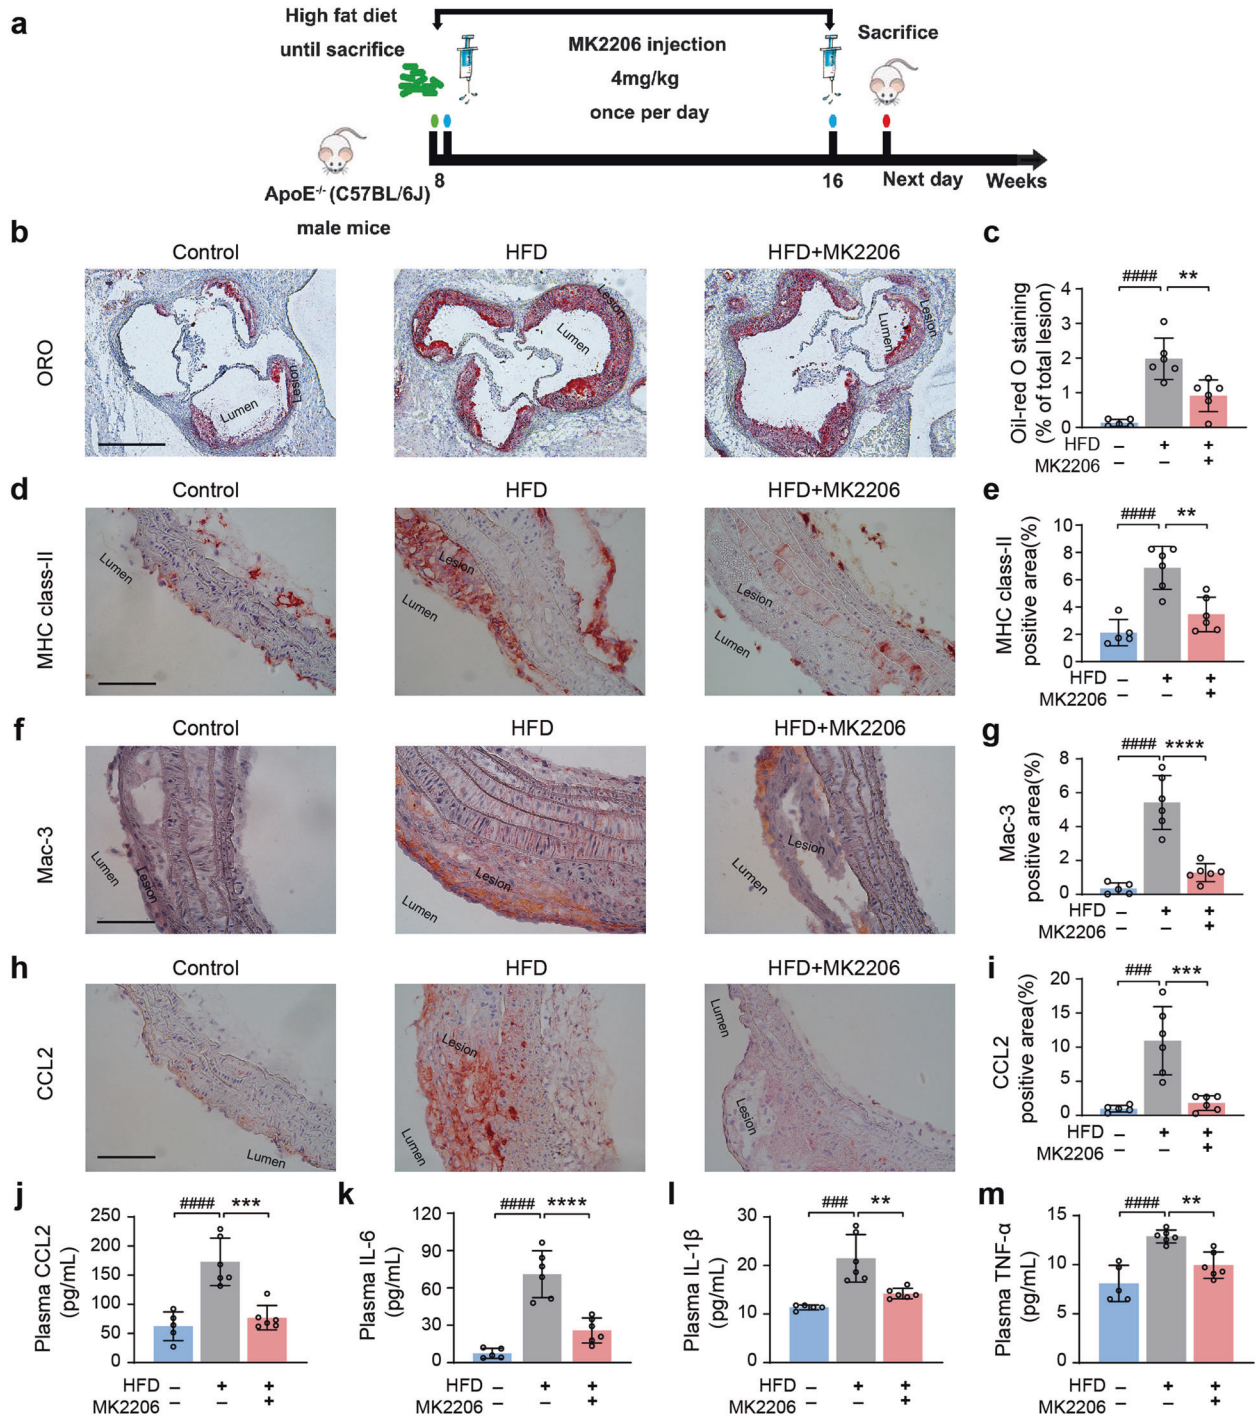 a
High fat diet
until sacrifice
MK2206 injection
4mg/kg
once per day
Sacrifice
8
16
Next day
Weeks
ApoE-/- (C57BL/6J)
male mice
b
Control
HFD
HFD+MK2206
ORO
Lumen
Lesion
Lumen
Lesion
Lumen
Lesion
c
####
**
Oil-red O staining
(% of total lesion)
4
3
2
1
0
HFD – + +
MK2206 – – +
d
Control
HFD
HFD+MK2206
MHC class-II
Lumen
Lesion
Lumen
Lesion
Lumen
e
####
**
MHC class-II
positive area(%)
10
8
6
4
2
0
HFD – + +
MK2206 – – +
f
Control
HFD
HFD+MK2206
Mac-3
Lumen
Lesion
Lesion
Lumen
Lesion
Lumen
g
####
****
Mac-3
positive area(%)
8
6
4
2
0
HFD – + +
MK2206 – – +
h
Control
HFD
HFD+MK2206
CCL2
Lumen
Lesion
Lumen
Lumen
Lesion
i
###
***
CCL2
positive area(%)
20
15
10
5
0
HFD – + +
MK2206 – – +
j
####
***
Plasma CCL2
(pg/mL)
250
200
150
100
50
0
HFD – + +
MK2206 – – +
k
####
****
Plasma IL-6
(pg/mL)
120
90
60
30
0
HFD – + +
MK2206 – – +
l
###
**
Plasma IL-1β
(pg/mL)
30
20
10
0
HFD – + +
MK2206 – – +
m
####
**
Plasma TNF-α
(pg/mL)
15
10
5
0
HFD – + +
MK2206 – – +